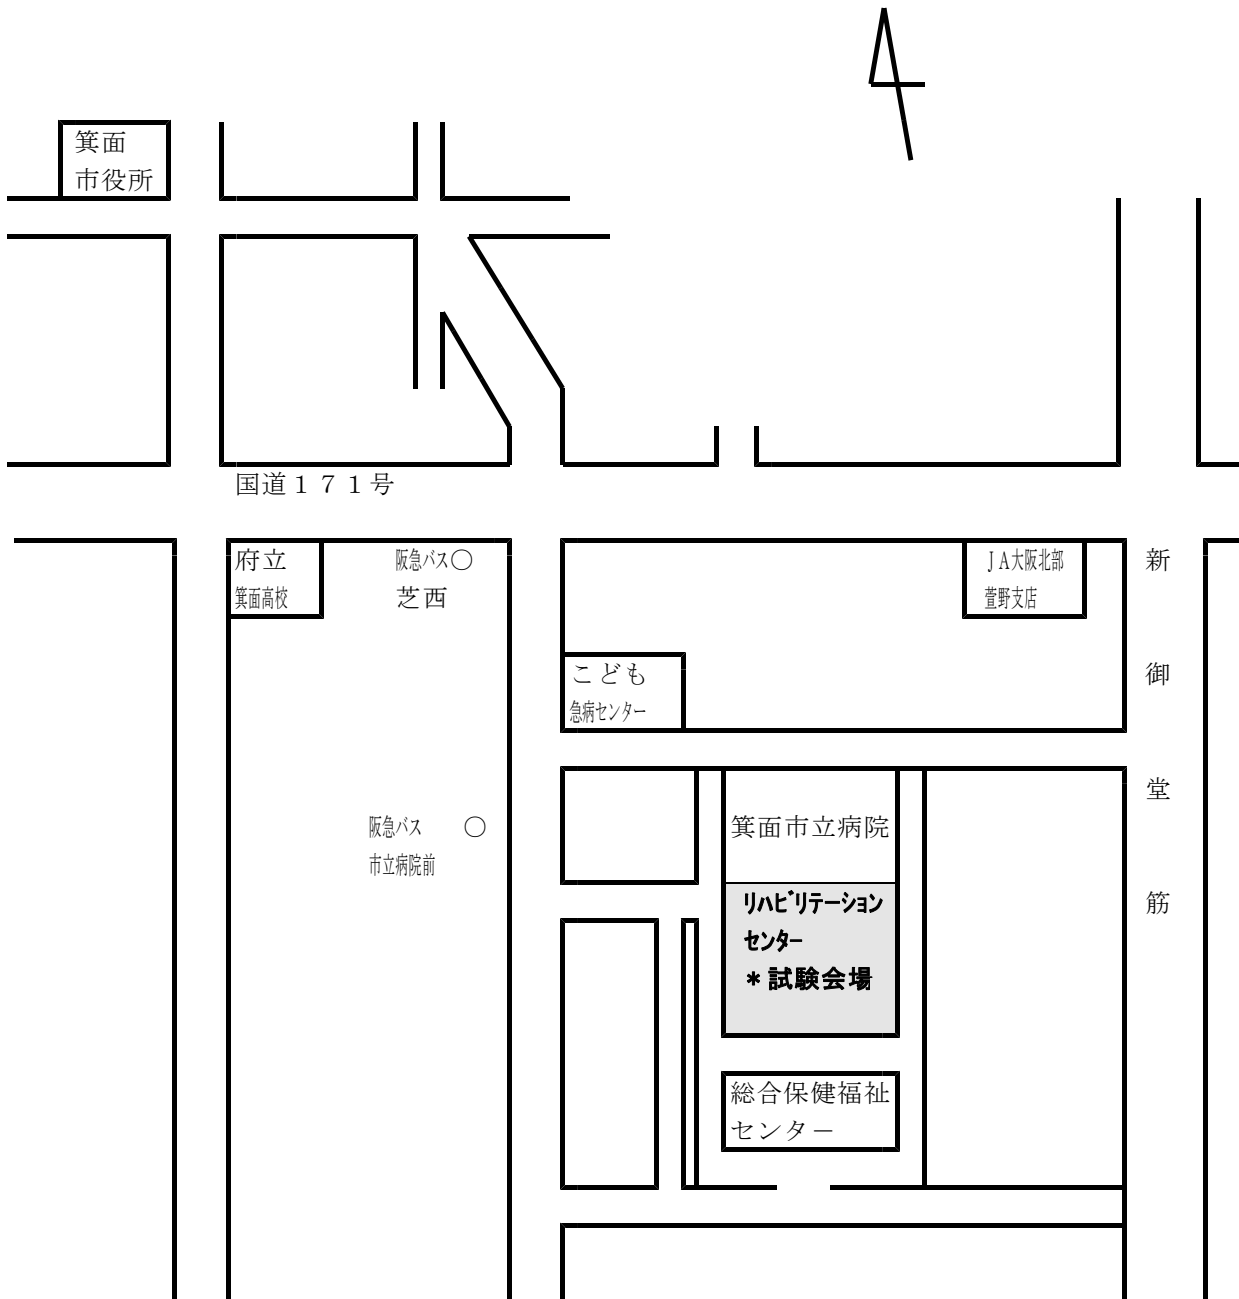 箕面
市役所
国道１７１号
府立
箕面高校
阪急バス○
芝西
ＪＡ大阪北部
萱野支店
新御堂筋
こども
急病センター
阪急バス　○
市立病院前
箕面市立病院
リハビリテーション
センター
＊試験会場
総合保健福祉
センター